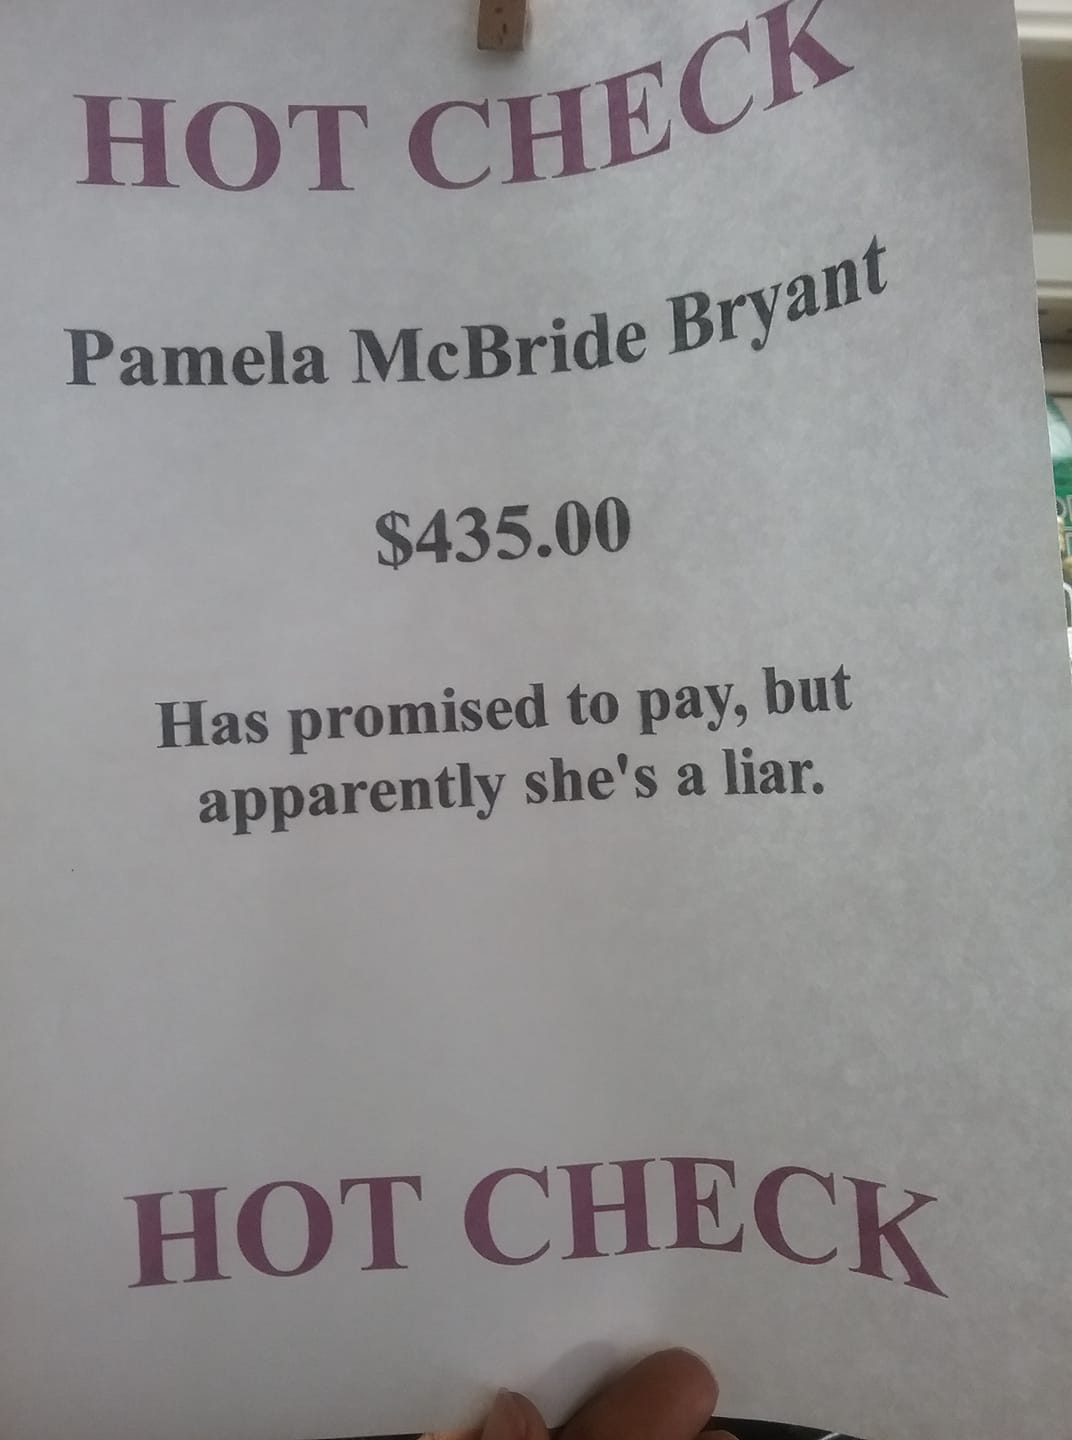 HOT CHECK
Pamela McBride Bryant
$435.00
Has promised to pay, but
apparently she's a liar.
HOT CHECK